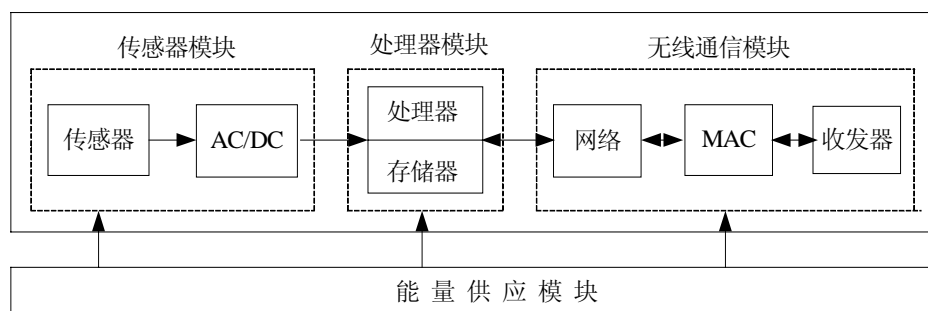 传感器模块
处理器模块
无线通信模块
传感器
AC/DC
处理器
存储器
网络
MAC
收发器
能量供应模块